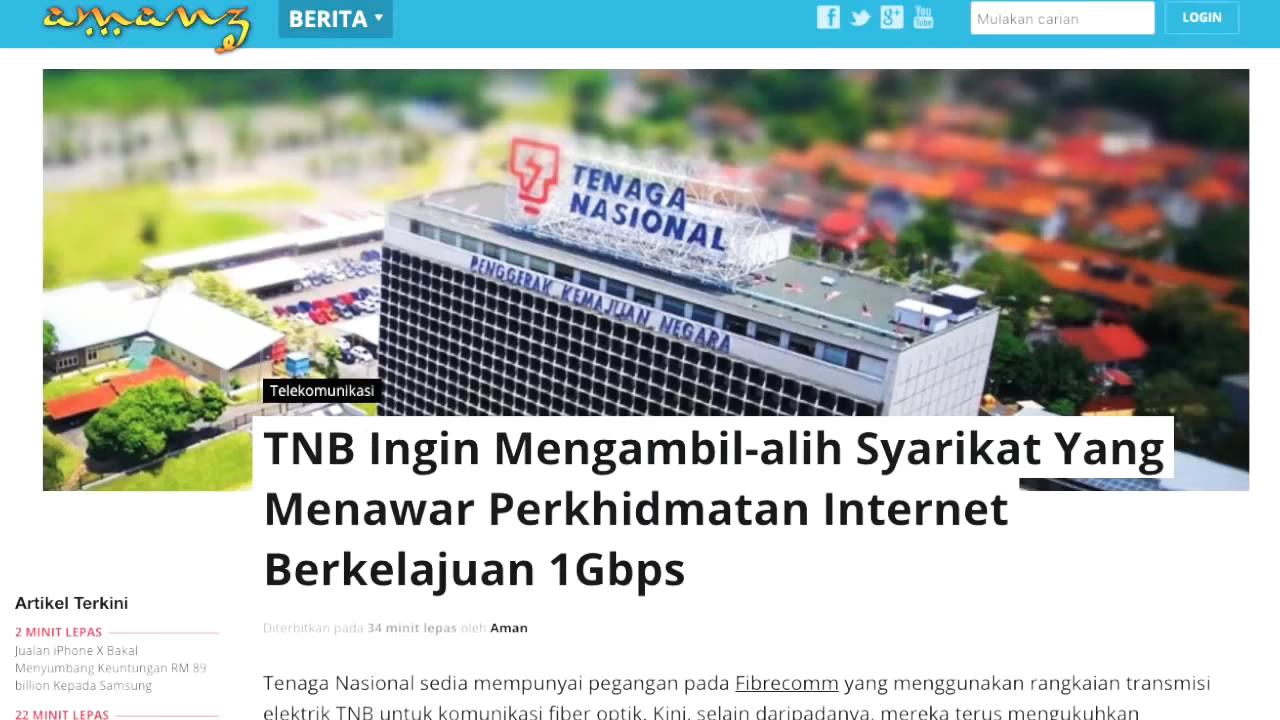 amanz
BERITA
Mulakan carian
LOGIN
You
Tube
TENAGA
NASIONAL
PENGGERAK KEMAJUAN NEGARA
Telekomunikasi
TNB Ingin Mengambil-alih Syarikat Yang
Menawar Perkhidmatan Internet
Berkelajuan 1Gbps
Diterbitkan pada 34 minit lepas oleh Aman
Artikel Terkini
2 MINIT LEPAS
Jualan iPhone X Bakal
Menyumbang Keuntungan RM 89
billion Kepada Samsung
22 MINIT LEPAS
Tenaga Nasional sedia mempunyai pegangan pada Fibrecomm yang menggunakan rangkaian transmisi
elektrik TNB untuk komunikasi fiber optik. Kini, selain daripadanya, mereka terus mengukuhkan